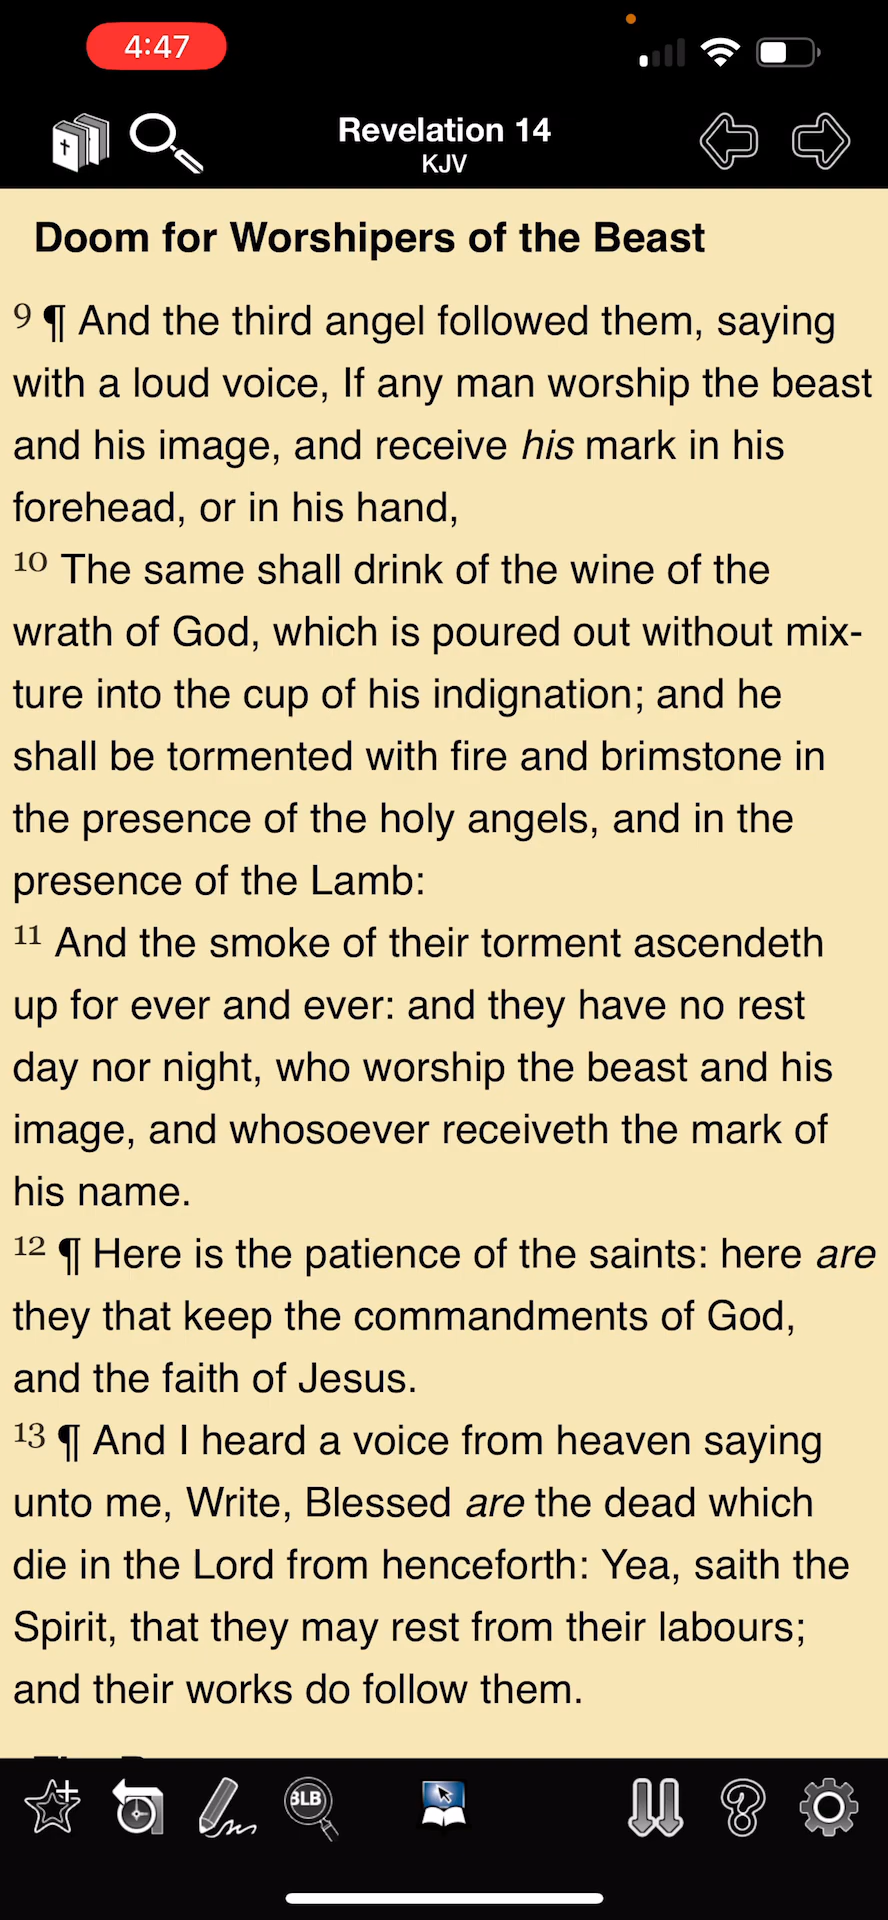 4:47
Revelation 14
KJV
Doom for Worshipers of the Beast
9 ¶ And the third angel followed them, saying
with a loud voice, If any man worship the beast
and his image, and receive his mark in his
forehead, or in his hand,
10 The same shall drink of the wine of the
wrath of God, which is poured out without mix-
ture into the cup of his indignation; and he
shall be tormented with fire and brimstone in
the presence of the holy angels, and in the
presence of the Lamb:
11 And the smoke of their torment ascendeth
up for ever and ever: and they have no rest
day nor night, who worship the beast and his
image, and whosoever receiveth the mark of
his name.
12 ¶ Here is the patience of the saints: here are
they that keep the commandments of God,
and the faith of Jesus.
13 ¶ And I heard a voice from heaven saying
unto me, Write, Blessed are the dead which
die in the Lord from henceforth: Yea, saith the
Spirit, that they may rest from their labours;
and their works do follow them.
BLB